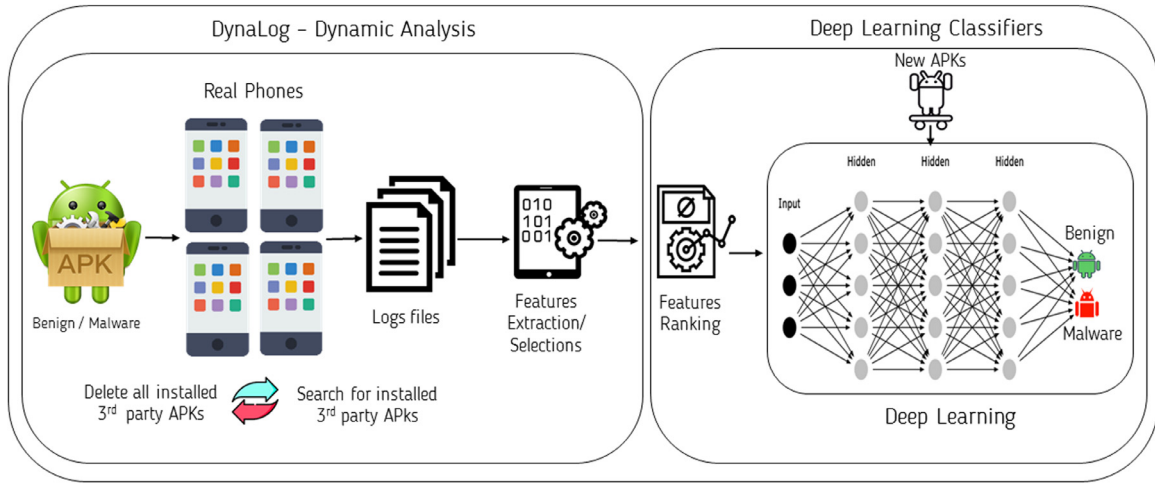 DynaLog – Dynamic Analysis
Deep Learning Classifiers
Real Phones
APK
Benign / Malware
Logs files
010
101
001
Features
Extraction/
Selections
Delete all installed
3rd party APKs
Search for installed
3rd party APks
Features
Ranking
New APKs
Hidden
Hidden
Hidden
Input
Benign
Malware
Deep Learning